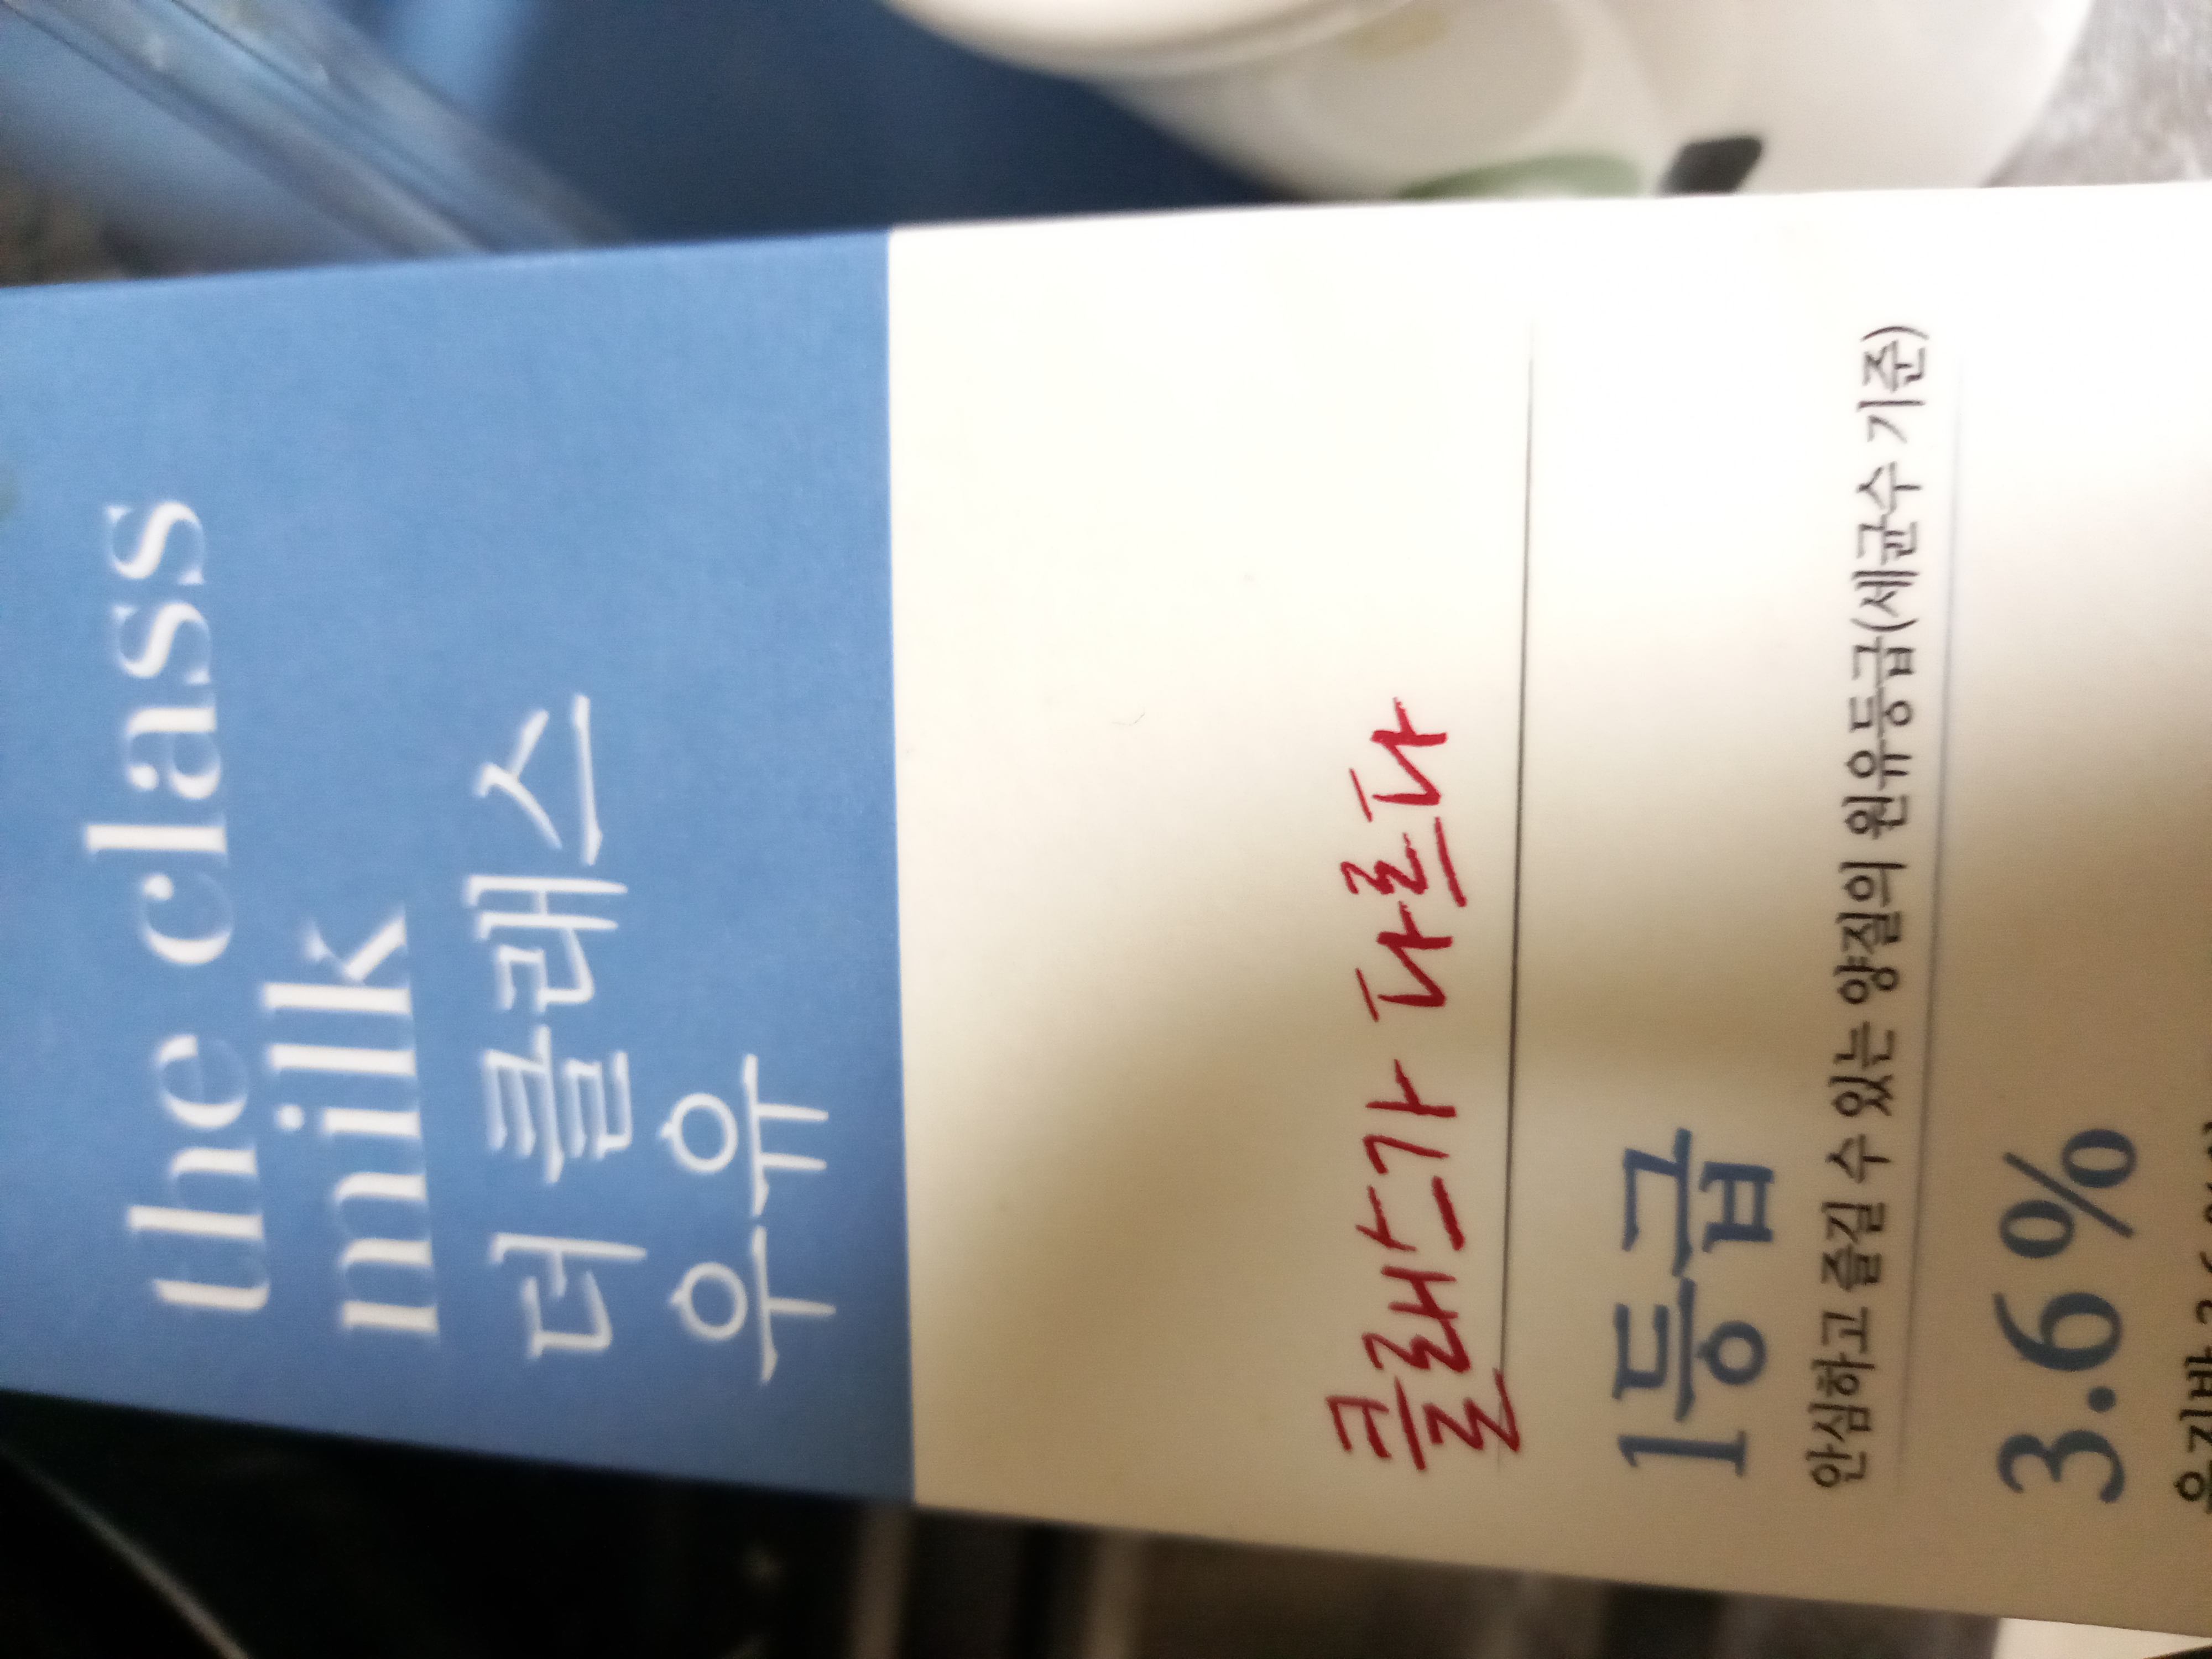 the class
milk
더 클래스
우유
클래스가 다르다
1등급
안심하고 즐길 수 있는 양질의 원유등급(세균수 기준)
3.6%